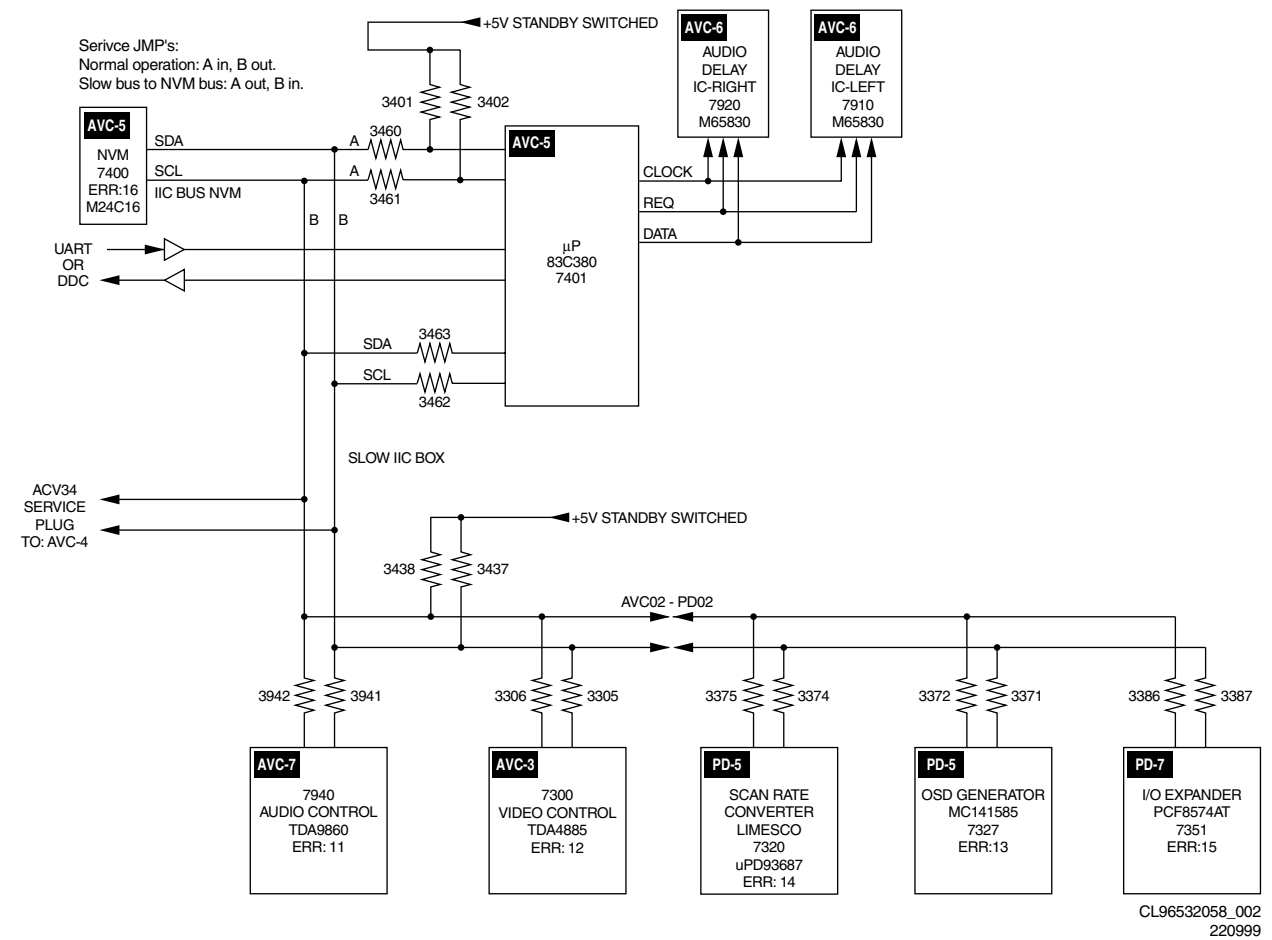 +5V STANDBY SWITCHED
Serivce JMP's:
Normal operation: A in, B out.
Slow bus to NVM bus: A out, B in.
AVC-5
NVM
7400
ERR:16
M24C16
SDA
SCL
IIC BUS NVM
A
A
B
B
3460
3461
3401
3402
AVC-5
µP
83C380
7401
AVC-6
AUDIO
DELAY
IC-RIGHT
7920
M65830
AVC-6
AUDIO
DELAY
IC-LEFT
7910
M65830
CLOCK
REQ
DATA
UART
OR
DDC
SDA
3463
SCL
3462
SLOW IIC BOX
ACV34
SERVICE
PLUG
TO: AVC-4
+5V STANDBY SWITCHED
3438
3437
AVC02 - PD02
3942
3941
3306
3305
3375
3374
3372
3371
3386
3387
AVC-7
7940
AUDIO CONTROL
TDA9860
ERR: 11
AVC-3
7300
VIDEO CONTROL
TDA4885
ERR: 12
PD-5
SCAN RATE
CONVERTER
LIMESCO
7320
uPD93687
ERR: 14
PD-5
OSD GENERATOR
MC141585
7327
ERR:13
PD-7
I/O EXPANDER
PCF8574AT
7351
ERR:15
CL96532058_002
220999